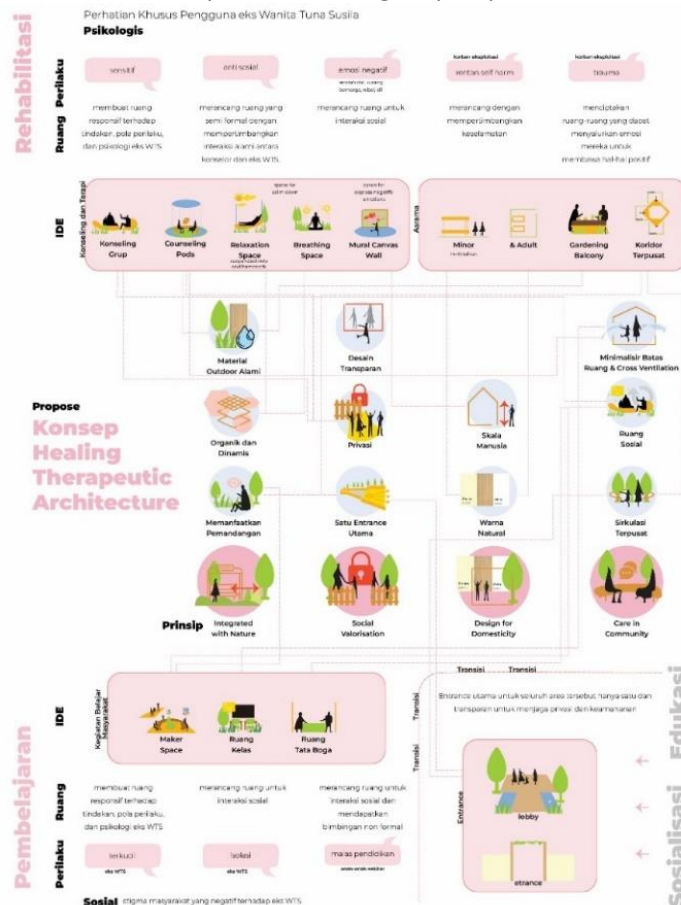 Perhatian Khusus Pengguna eks Wanita Tuna Susila
Psikologis
Rehabilitasi
Perilaku
sensitif
anti sosial
emosi negatif
korban eksploitasi
rentan self harm
korban eksploitasi
trauma
Ruang
membuat ruang
responsif terhadap
tindakan, pola perilaku,
dan psikologi eks WTS
merancang ruang yang
semi formal dengan
mempertimbangkan
interaksi alami antara
konselor dan eks WTS.
merancang ruang untuk
interaksi sosial
merancang dengan
mempertimbangkan
keselamatan
menciptakan
ruang-ruang yang dapat
menyalurkan emosi
mereka untuk
membawa hal-hal positif
IDE
Konseling dan Terapi
Konseling
Grup
Counseling
Pods
Relaxation
Space
Breathing
Space
Mural Canvas
Wall
Asrama
Minor
& Adult
Gardening
Balcony
Koridor
Terpusat
Material
Outdoor Alami
Desain
Transparan
Minimalisir Batas
Ruang & Cross Ventilation
Propose
Konsep
Healing
Therapeutic
Architecture
Organik dan
Dinamis
Privasi
Skala
Manusia
Ruang
Sosial
Memanfaatkan
Pemandangan
Satu Entrance
Utama
Warna
Natural
Sirkulasi
Terpusat
Prinsip
Integrated
with Nature
Social
Valorisation
Design for
Domesticity
Care in
Community
Pembelajaran
IDE
Kegiatan Belajar
Masyarakat
Maker
Space
Ruang
Kelas
Ruang
Tata Boga
Ruang
membuat ruang
responsif terhadap
tindakan, pola perilaku,
dan psikologi eks WTS
merancang ruang untuk
interaksi sosial
merancang ruang untuk
interaksi sosial dan
mendapatkan
bimbingan non formal
Perilaku
eks WTS
eks WTS
malas pendidikan
Sosial stigma masyarakat yang negatif terhadap eks WTS
Transisi Transisi
Transisi
Transisi
Entrance utama untuk seluruh area tersebut hanya satu dan
transparan untuk menjaga privasi dan keamananan
Entrance
lobby
etrance
Edukasi
Sosialisasi